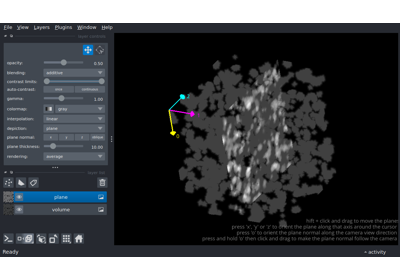 File View Layers Plugins Window Help
layer controls
opacity: 0.50
blending: additive
contrast limits:
auto-contrast: once continuous
gamma: 1.00
colormap: gray
interpolation: linear
depiction: plane
plane normal: x y z oblique
plane thickness: 10.00
rendering: average
layer list
plane
volume
hift + click and drag to move the plane
press 'x', 'y' or 'z' to orient the plane along that axis around the cursor
press 'o' to orient the plane normal along the camera view direction
press and hold 'o' then click and drag to make the plane normal follow the camera
Ready
activity